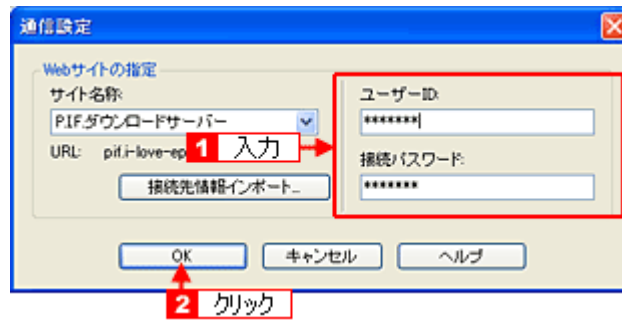 通信設定
Webサイトの指定
サイト名称:
P.I.F.ダウンロードサーバー
URL: pif.i-love-ep
接続先情報インポート...
ユーザーID:
*******
接続パスワード:
*******
1 入力
OK キャンセル ヘルプ
2 クリック